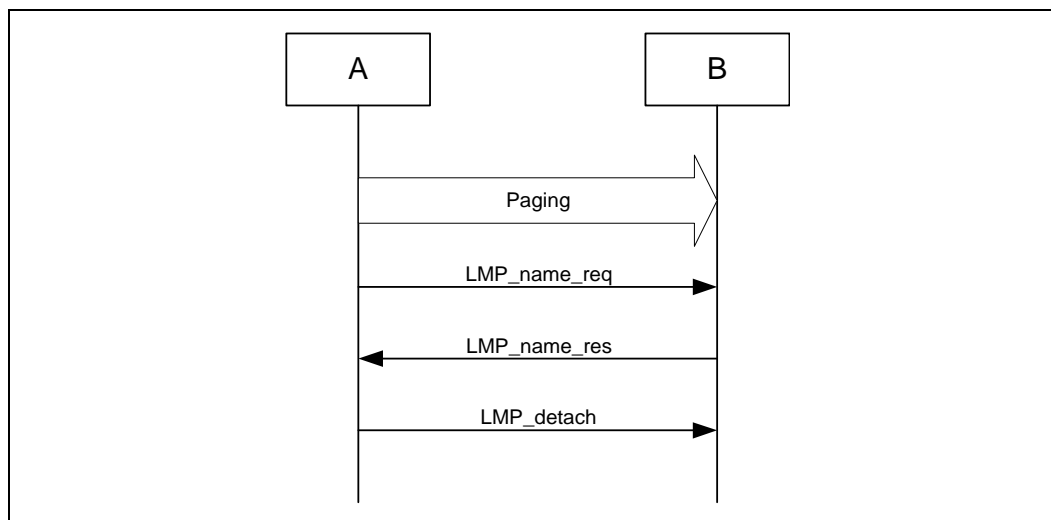 A
B
Paging
LMP_name_req
LMP_name_res
LMP_detach